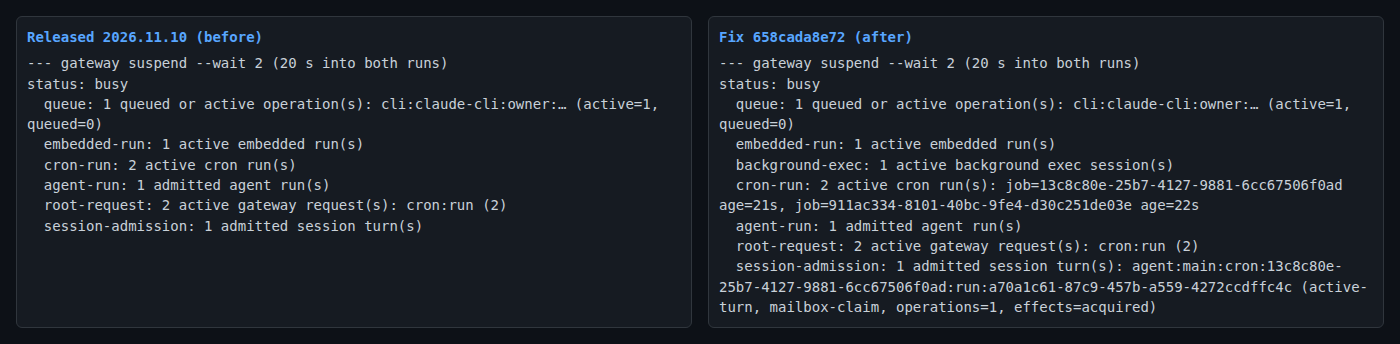 Released 2026.11.10 (before)
--- gateway suspend --wait 2 (20 s into both runs)
status: busy
  queue: 1 queued or active operation(s): cli:claude-cli:owner:… (active=1,
queued=0)
  embedded-run: 1 active embedded run(s)
  cron-run: 2 active cron run(s)
  agent-run: 1 admitted agent run(s)
  root-request: 2 active gateway request(s): cron:run (2)
  session-admission: 1 admitted session turn(s)
Fix 658cada8e72 (after)
--- gateway suspend --wait 2 (20 s into both runs)
status: busy
  queue: 1 queued or active operation(s): cli:claude-cli:owner:… (active=1,
queued=0)
  embedded-run: 1 active embedded run(s)
  background-exec: 1 active background exec session(s)
  cron-run: 2 active cron run(s): job=13c8c80e-25b7-4127-9881-6cc67506f0ad
age=21s, job=911ac334-8101-40bc-9fe4-d30c251de03e age=22s
  agent-run: 1 admitted agent run(s)
  root-request: 2 active gateway request(s): cron:run (2)
  session-admission: 1 admitted session turn(s): agent:main:cron:13c8c80e-
25b7-4127-9881-6cc67506f0ad:run:a70a1c61-87c9-457b-a559-4272ccdffc4c (active-
turn, mailbox-claim, operations=1, effects=acquired)